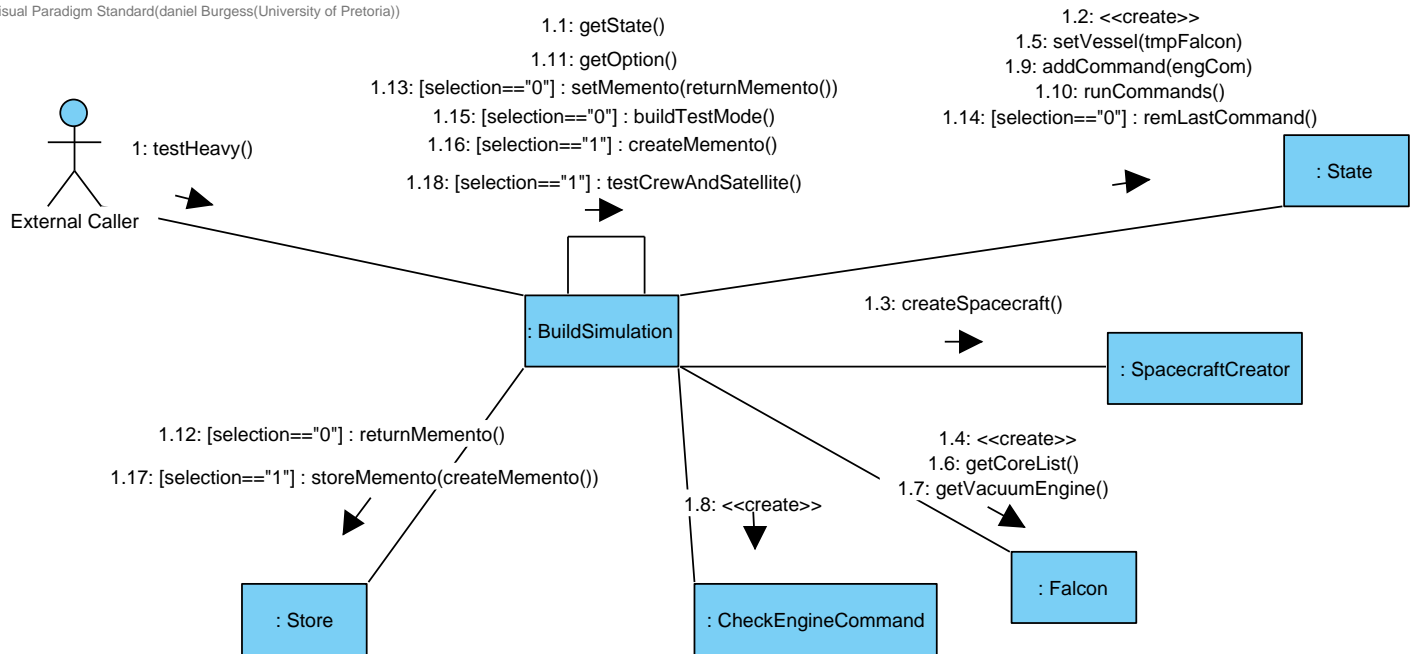 isual Paradigm Standard(daniel Burgess(University of Pretoria))
1.1: getState()
1.11: getOption()
1.13: [selection=="0"] : setMemento(returnMemento())
1.15: [selection=="0"] : buildTestMode()
1.16: [selection=="1"] : createMemento()
1.18: [selection=="1"] : testCrewAndSatellite()
1.2: <<create>>
1.5: setVessel(tmpFalcon)
1.9: addCommand(engCom)
1.10: runCommands()
1.14: [selection=="0"] : remLastCommand()
1: testHeavy()
External Caller
: State
: BuildSimulation
1.3: createSpacecraft()
: SpacecraftCreator
1.12: [selection=="0"] : returnMemento()
1.17: [selection=="1"] : storeMemento(createMemento())
1.8: <<create>>
1.4: <<create>>
1.6: getCoreList()
1.7: getVacuumEngine()
: Store
: CheckEngineCommand
: Falcon